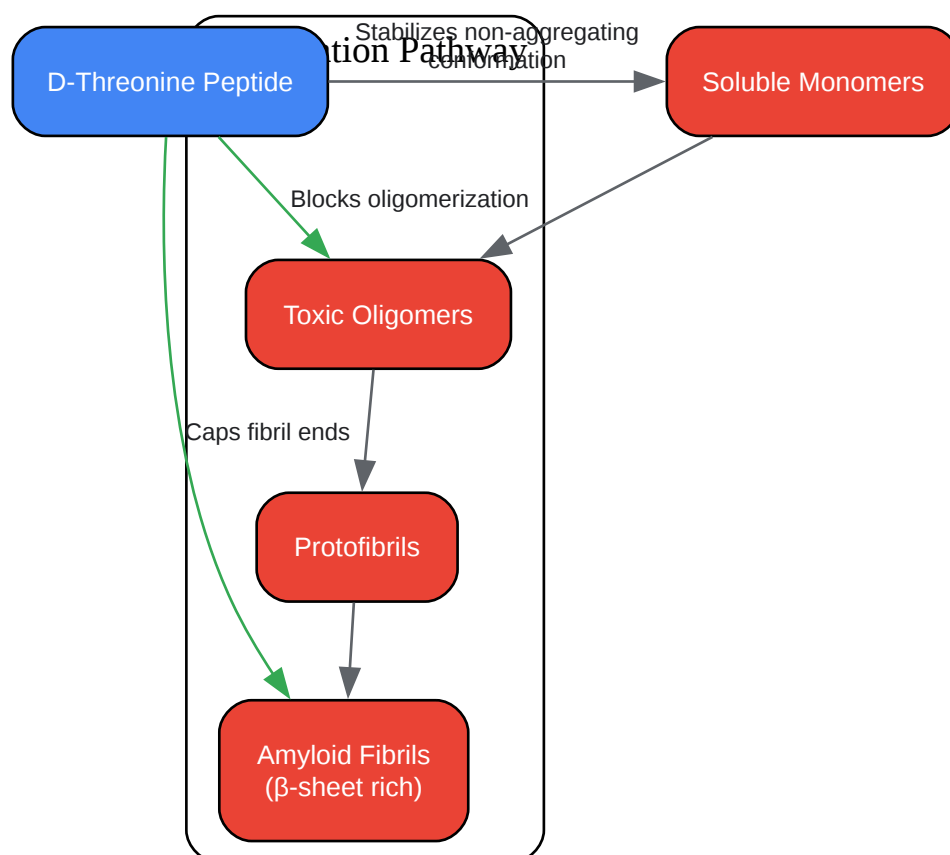 Stabilizes non-aggregating
conformation
Pathway
D-Threonine Peptide
Soluble Monomers
Blocks oligomerization
Toxic Oligomers
Caps fibril ends
Protofibrils
Amyloid Fibrils
(β-sheet rich)